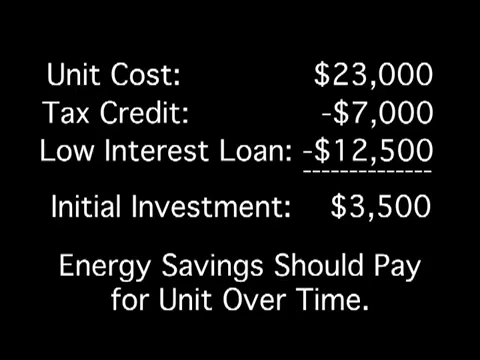 Unit Cost: $23,000
Tax Credit: -$7,000
Low Interest Loan: -$12,500
--------------
Initial Investment: $3,500
Energy Savings Should Pay
for Unit Over Time.